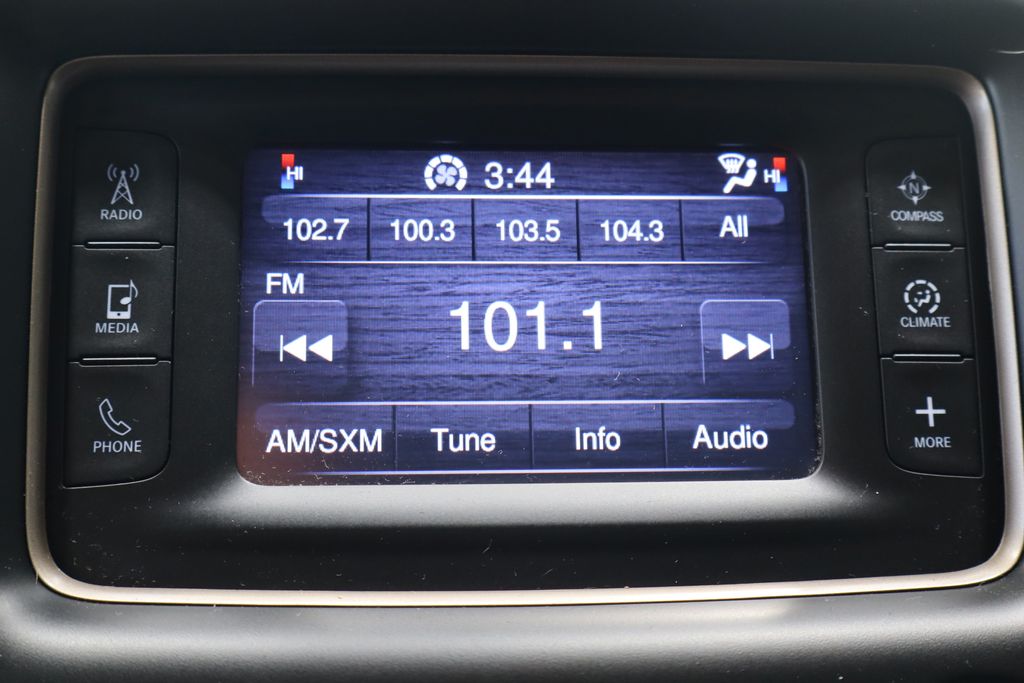 HI 3:44 HI
102.7 100.3 103.5 104.3 All
FM
101.1
AM/SXM Tune Info Audio
RADIO
MEDIA
PHONE
N
COMPASS
CLIMATE
MORE